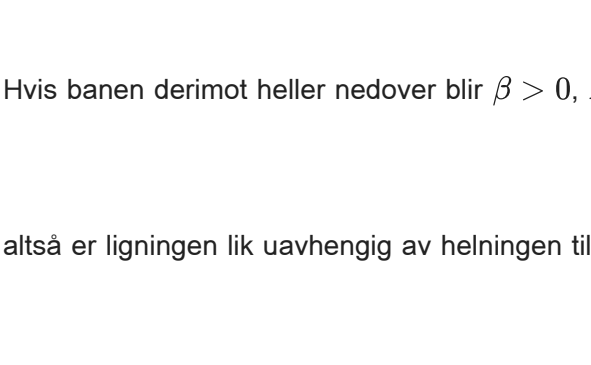 Hvis banen derimot heller nedover blir β > 0,
altså er ligningen lik uavhengig av helningen til